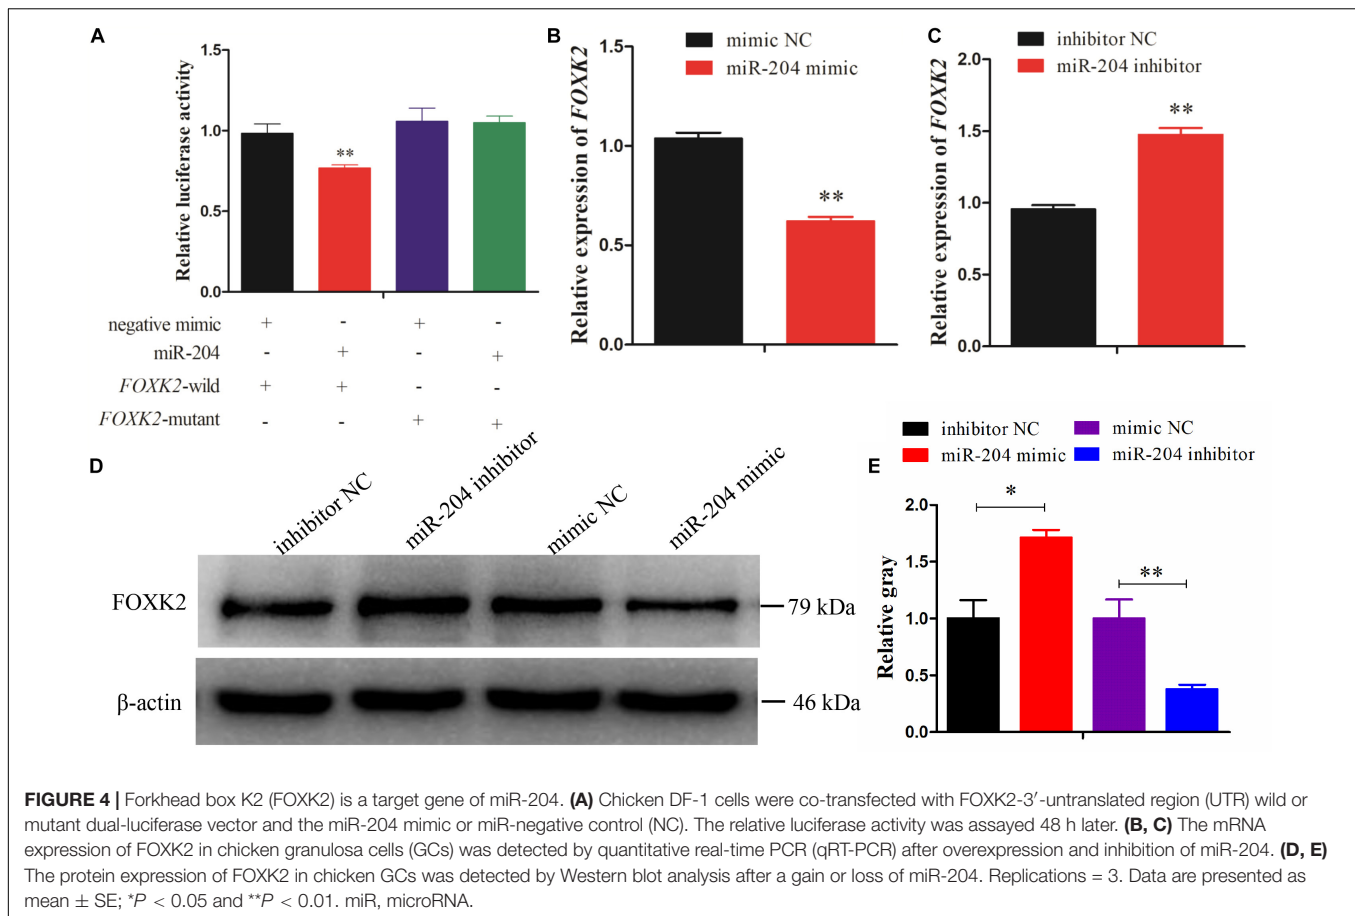 A
Relative luciferase activity
1.5
1.0
0.5
0.0
**
negative mimic + - + -
miR-204 - + - +
FOXK2-wild + + - -
FOXK2-mutant - - + +
B
mimic NC
miR-204 mimic
Relative expression of FOXK2
1.5
1.0
0.5
0.0
**
C
inhibitor NC
miR-204 inhibitor
Relative expression of FOXK2
2.0
1.5
1.0
0.5
0.0
**
D
inhibitor NC
miR-204 inhibitor
mimic NC
miR-204 mimic
FOXK2
79 kDa
β-actin
46 kDa
E
inhibitor NC
mimic NC
miR-204 mimic
miR-204 inhibitor
Relative gray
2.0
1.5
1.0
0.5
0.0
*
**
FIGURE 4 | Forkhead box K2 (FOXK2) is a target gene of miR-204. (A) Chicken DF-1 cells were co-transfected with FOXK2-3′-untranslated region (UTR) wild or
mutant dual-luciferase vector and the miR-204 mimic or miR-negative control (NC). The relative luciferase activity was assayed 48 h later. (B, C) The mRNA
expression of FOXK2 in chicken granulosa cells (GCs) was detected by quantitative real-time PCR (qRT-PCR) after overexpression and inhibition of miR-204. (D, E)
The protein expression of FOXK2 in chicken GCs was detected by Western blot analysis after a gain or loss of miR-204. Replications = 3. Data are presented as
mean ± SE; *P < 0.05 and **P < 0.01. miR, microRNA.